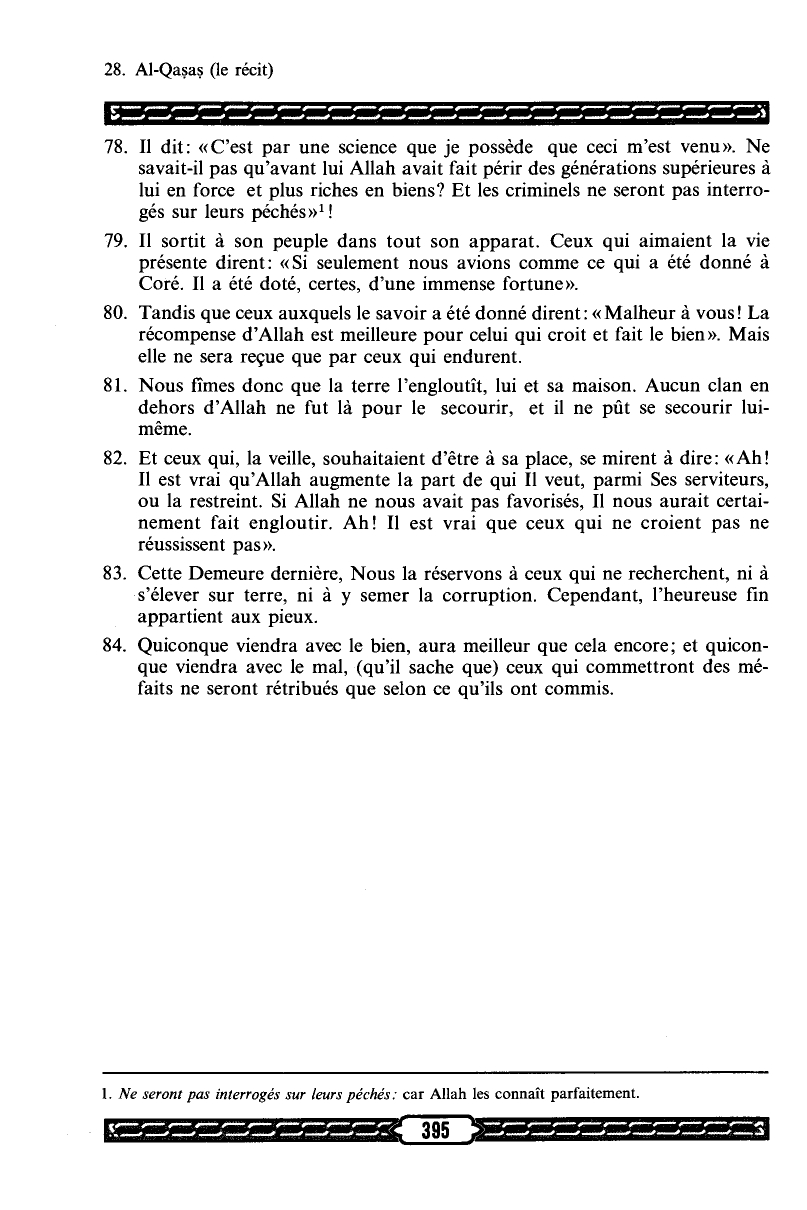 28. Al-Qaṣaṣ (le récit)
78. Il dit: «C'est par une science que je possède que ceci m'est venu». Ne
savait-il pas qu'avant lui Allah avait fait périr des générations supérieures à
lui en force et plus riches en biens? Et les criminels ne seront pas interro-
gés sur leurs péchés»¹!
79. Il sortit à son peuple dans tout son apparat. Ceux qui aimaient la vie
présente dirent: «Si seulement nous avions comme ce qui a été donné à
Coré. Il a été doté, certes, d'une immense fortune».
80. Tandis que ceux auxquels le savoir a été donné dirent: «Malheur à vous! La
récompense d'Allah est meilleure pour celui qui croit et fait le bien». Mais
elle ne sera reçue que par ceux qui endurent.
81. Nous fîmes donc que la terre l'engloutît, lui et sa maison. Aucun clan en
dehors d'Allah ne fut là pour le secourir, et il ne pût se secourir lui-
même.
82. Et ceux qui, la veille, souhaitaient d'être à sa place, se mirent à dire: «Ah!
Il est vrai qu'Allah augmente la part de qui Il veut, parmi Ses serviteurs,
ou la restreint. Si Allah ne nous avait pas favorisés, Il nous aurait certai-
nement fait engloutir. Ah! Il est vrai que ceux qui ne croient pas ne
réussissent pas».
83. Cette Demeure dernière, Nous la réservons à ceux qui ne recherchent, ni à
s'élever sur terre, ni à y semer la corruption. Cependant, l'heureuse fin
appartient aux pieux.
84. Quiconque viendra avec le bien, aura meilleur que cela encore; et quicon-
que viendra avec le mal, (qu'il sache que) ceux qui commettront des mé-
faits ne seront rétribués que selon ce qu'ils ont commis.
1. Ne seront pas interrogés sur leurs péchés: car Allah les connaît parfaitement.
395